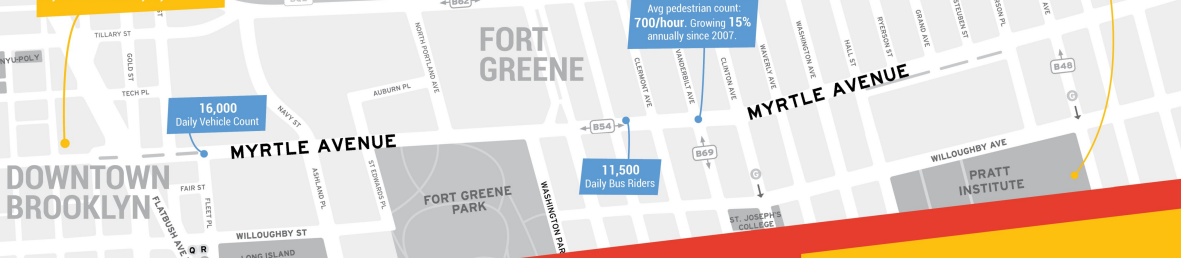 B62
Avg pedestrian count:
700/hour. Growing 15%
annually since 2007.
TILLARY ST
NYU-POLY
GOLD ST
TECH PL
NORTH PORTLAND AVE
AUBURN PL
NAVY ST
FORT
GREENE
CLERMONT AVE
VANDERBILT AVE
CLINTON AVE
WAVERLY AVE
WASHINGTON AVE
HALL ST
RYERSON ST
GRAND AVE
STEUBEN ST
AVE
B48
G
16,000
Daily Vehicle Count
MYRTLE AVENUE
B54
MYRTLE AVENUE
B69
11,500
Daily Bus Riders
DOWNTOWN
BROOKLYN
FAIR ST
FLEET PL
FLATBUSH AVE
ASHLAND PL
ST EDWARDS PL
FORT GREENE
PARK
WASHINGTON PAR
WILLOUGHBY ST
Q R
LONG ISLAND
G
ST. JOSEPH'S
COLLEGE
WILLOUGHBY AVE
PRATT
INSTITUTE